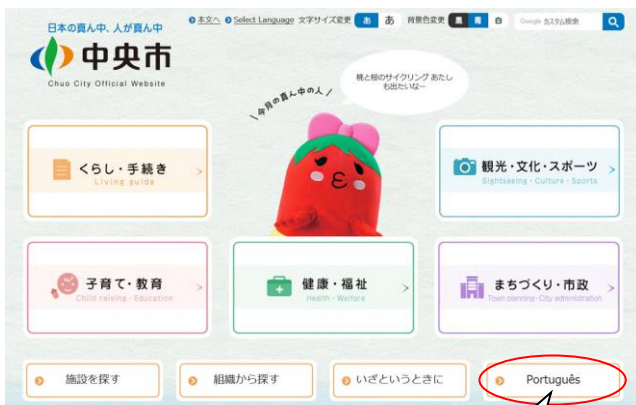 日本の真ん中、人が真ん中
中央市
Chuo City Official Website
本文へ Select Language 文字サイズ変更 あ あ 背景色変更 黒 青 白 Google カスタム検索
今月の真ん中の人
桃と桜のサイクリング あたし
も出たいなー
くらし・手続き
Living guide
観光・文化・スポーツ
Sightseeing・Culture・Sports
子育て・教育
Child raising・Education
健康・福祉
Health・Welfare
まちづくり・市政
Town planning・City administration
施設を探す
組織から探す
いざというときに
Português